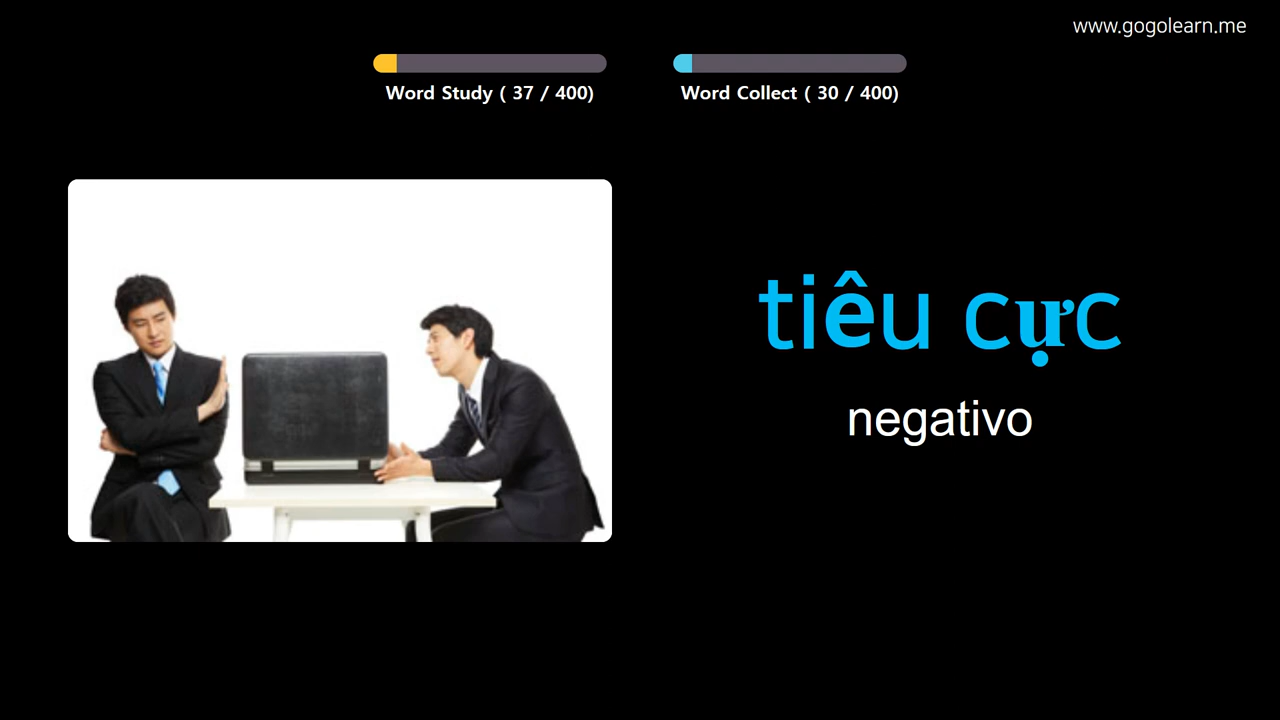 www.gogolearn.me
Word Study ( 37 / 400)
Word Collect ( 30 / 400)
tiêu cực
negativo